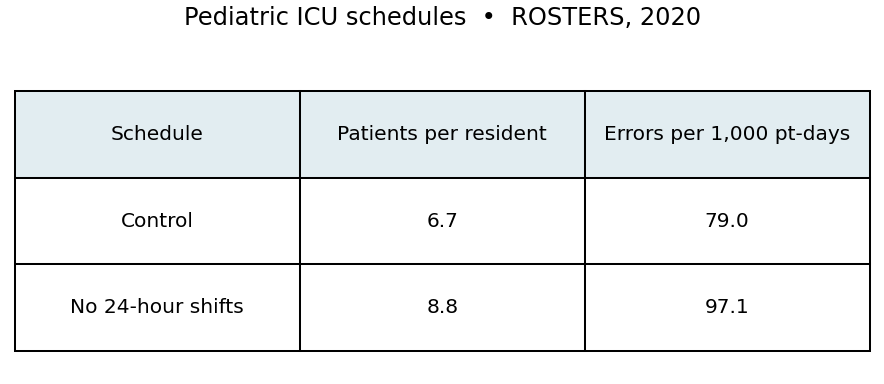 Pediatric ICU schedules • ROSTERS, 2020
Schedule Patients per resident Errors per 1,000 pt-days
Control 6.7 79.0
No 24-hour shifts 8.8 97.1